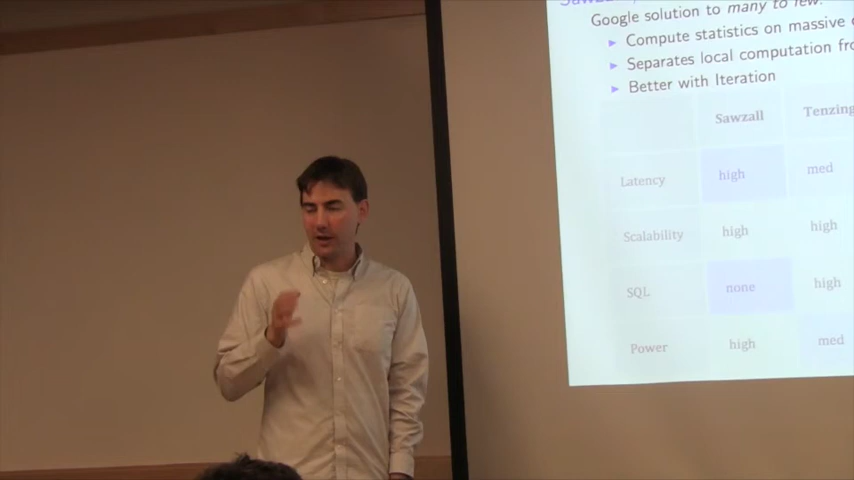 Google solution to many to few.
▸ Compute statistics on massive
▸ Separates local computation
▸ Better with Iteration
Sawzall Tenzing
Latency high med
Scalability high high
SQL none high
Power high med